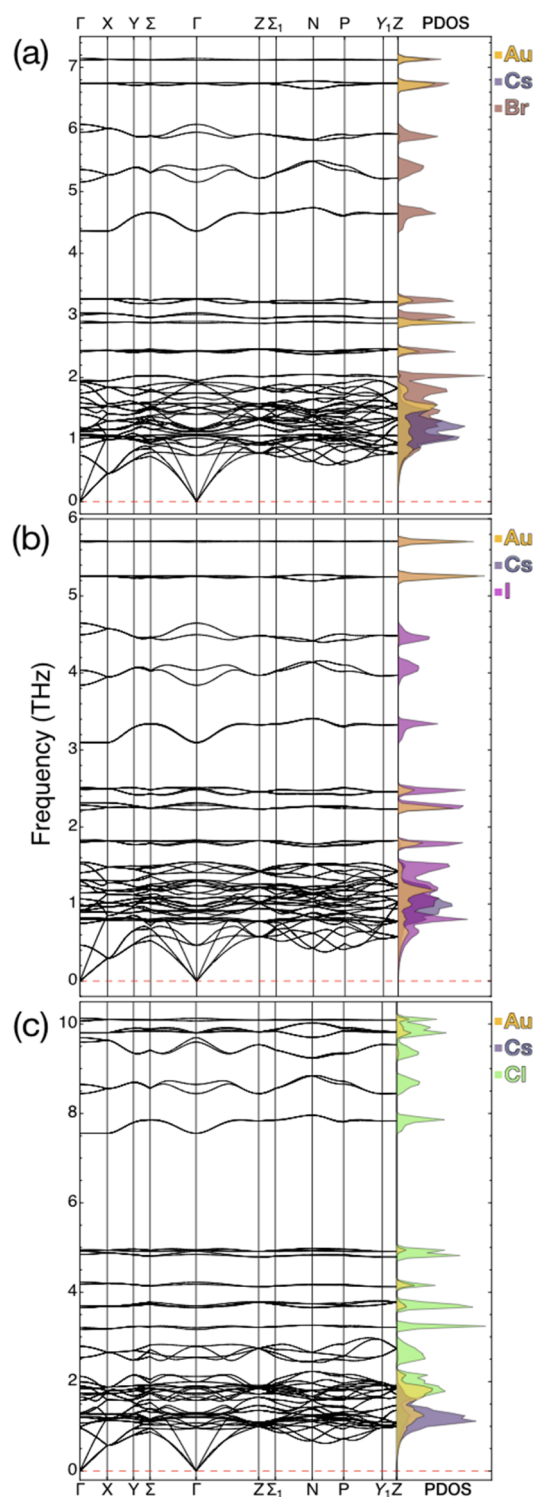 Γ X Y Σ Γ Z Σ₁ N P Y₁ Z PDOS
(a)
7
6
5
4
3
2
1
0
Au
Cs
Br
(b)
6
5
4
3
2
1
0
Au
Cs
I
Frequency (THz)
(c)
10
8
6
4
2
0
Au
Cs
Cl
Γ X Y Σ Γ Z Σ₁ N P Y₁ Z PDOS